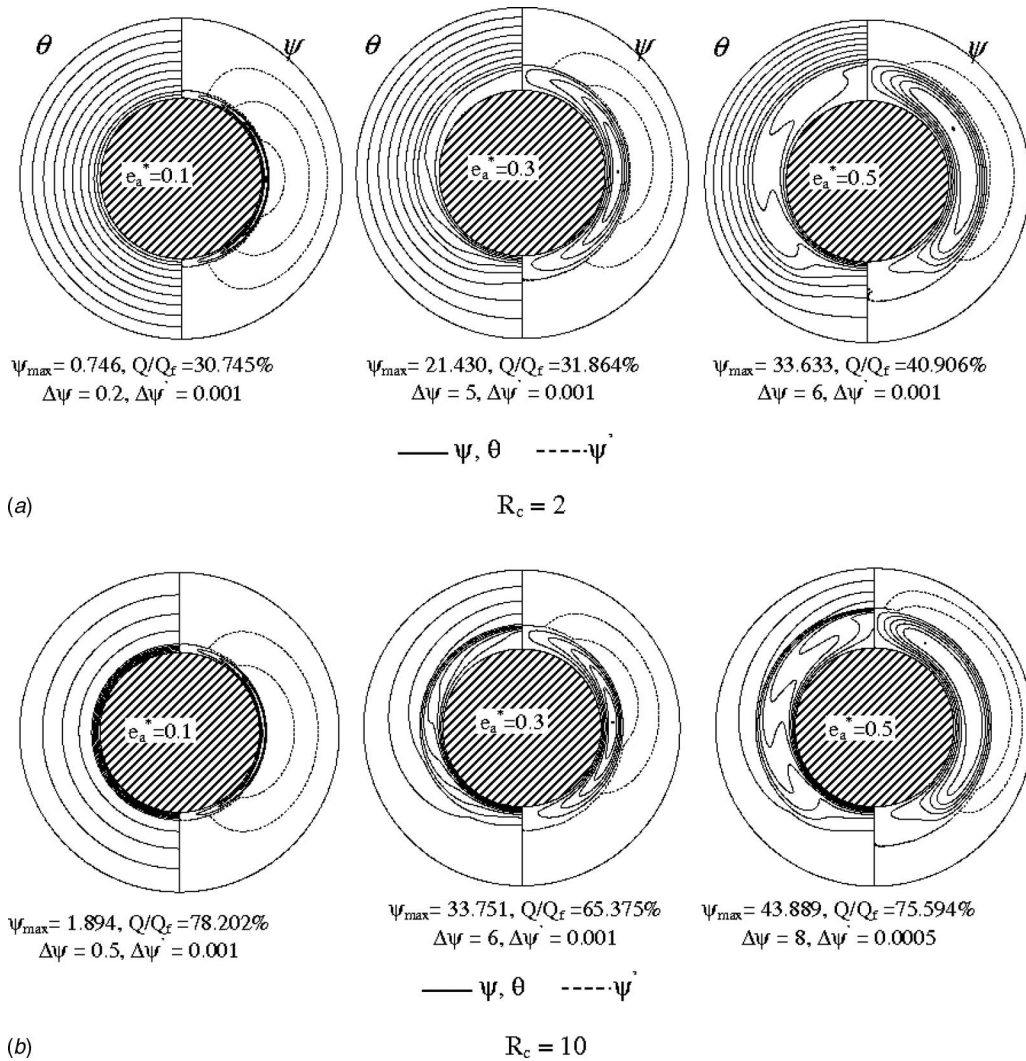 θ ψ ψ θ ψ
e_a^*=0.1 e_a^*=0.3 e_a^*=0.5
ψmax= 0.746, Q/Qf =30.745% ψmax= 21.430, Q/Qf =31.864% ψmax= 33.633, Q/Qf =40.906%
Δψ = 0.2, Δψ` = 0.001 Δψ = 5, Δψ` = 0.001 Δψ = 6, Δψ` = 0.001
ψ, θ ψ`
(a) Rc = 2
e_a^*=0.1 e_a^*=0.3 e_a^*=0.5
ψmax= 1.894, Q/Qf =78.202% ψmax= 33.751, Q/Qf =65.375% ψmax= 43.889, Q/Qf =75.594%
Δψ = 0.5, Δψ` = 0.001 Δψ = 6, Δψ` = 0.001 Δψ = 8, Δψ` = 0.0005
ψ, θ ψ`
(b) Rc = 10